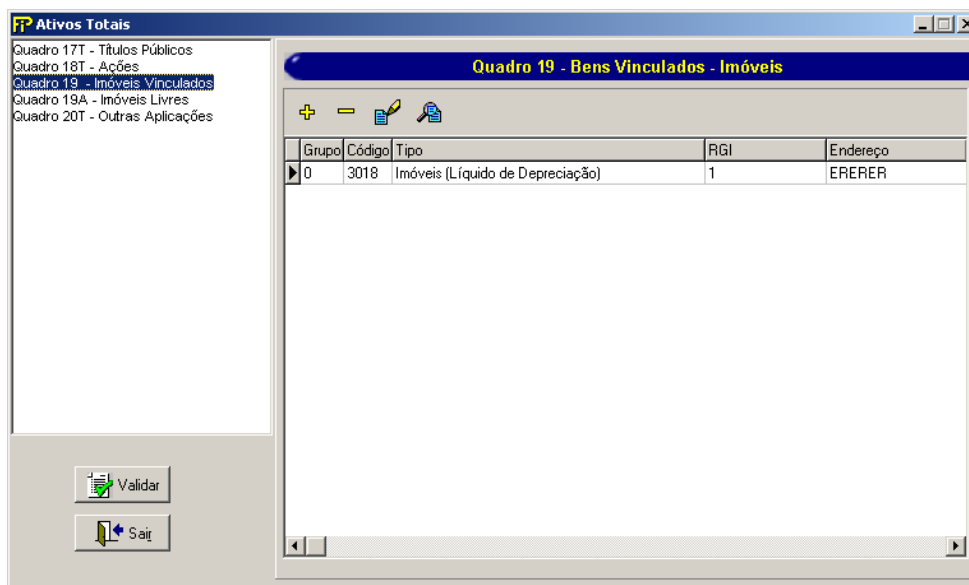 FiP Ativos Totais
Quadro 17T - Títulos Públicos
Quadro 18T - Ações
Quadro 19 - Imóveis Vinculados
Quadro 19A - Imóveis Livres
Quadro 20T - Outras Aplicações
Quadro 19 - Bens Vinculados - Imóveis
Grupo Código Tipo RGI Endereço
0 3018 Imóveis (Líquido de Depreciação) 1 ERERER
Validar
Sair